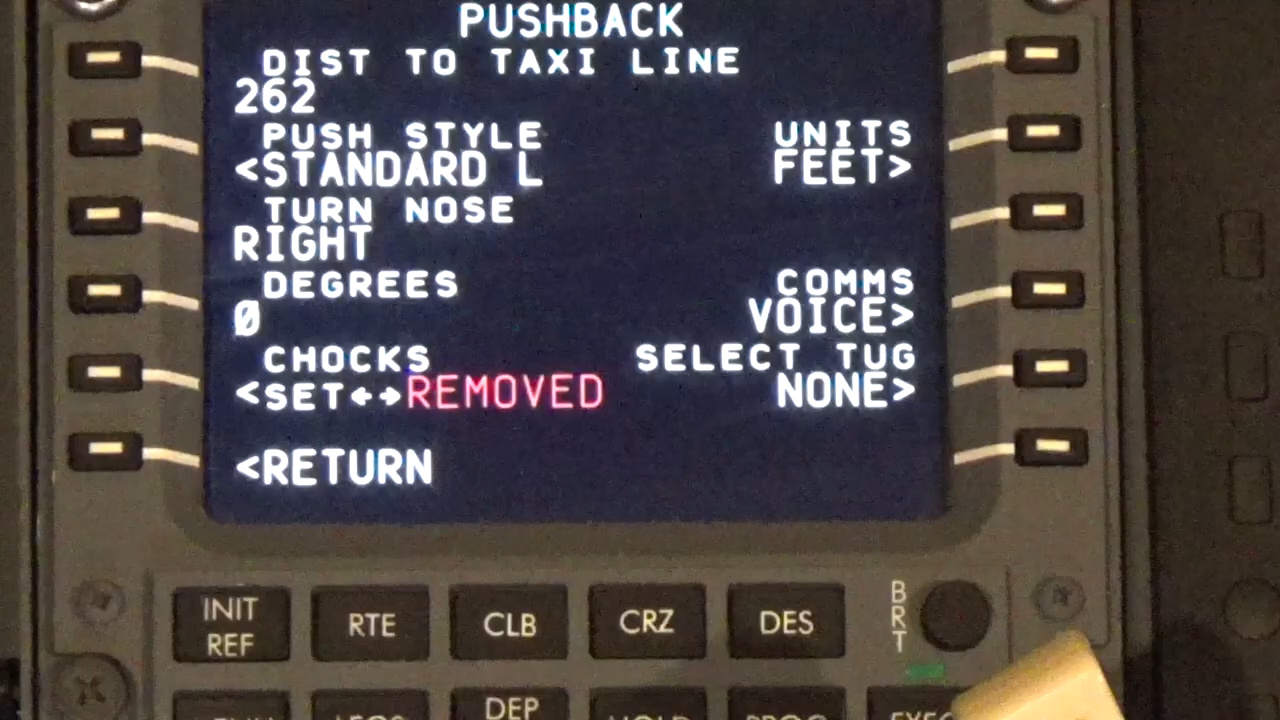 PUSHBACK
DIST TO TAXI LINE
262
PUSH STYLE UNITS
<STANDARD L FEET>
TURN NOSE
RIGHT
DEGREES COMMS
0 VOICE>
CHOCKS SELECT TUG
<SET←→REMOVED NONE>
<RETURN
INIT REF
RTE
CLB
CRZ
DES
BRT
DEP